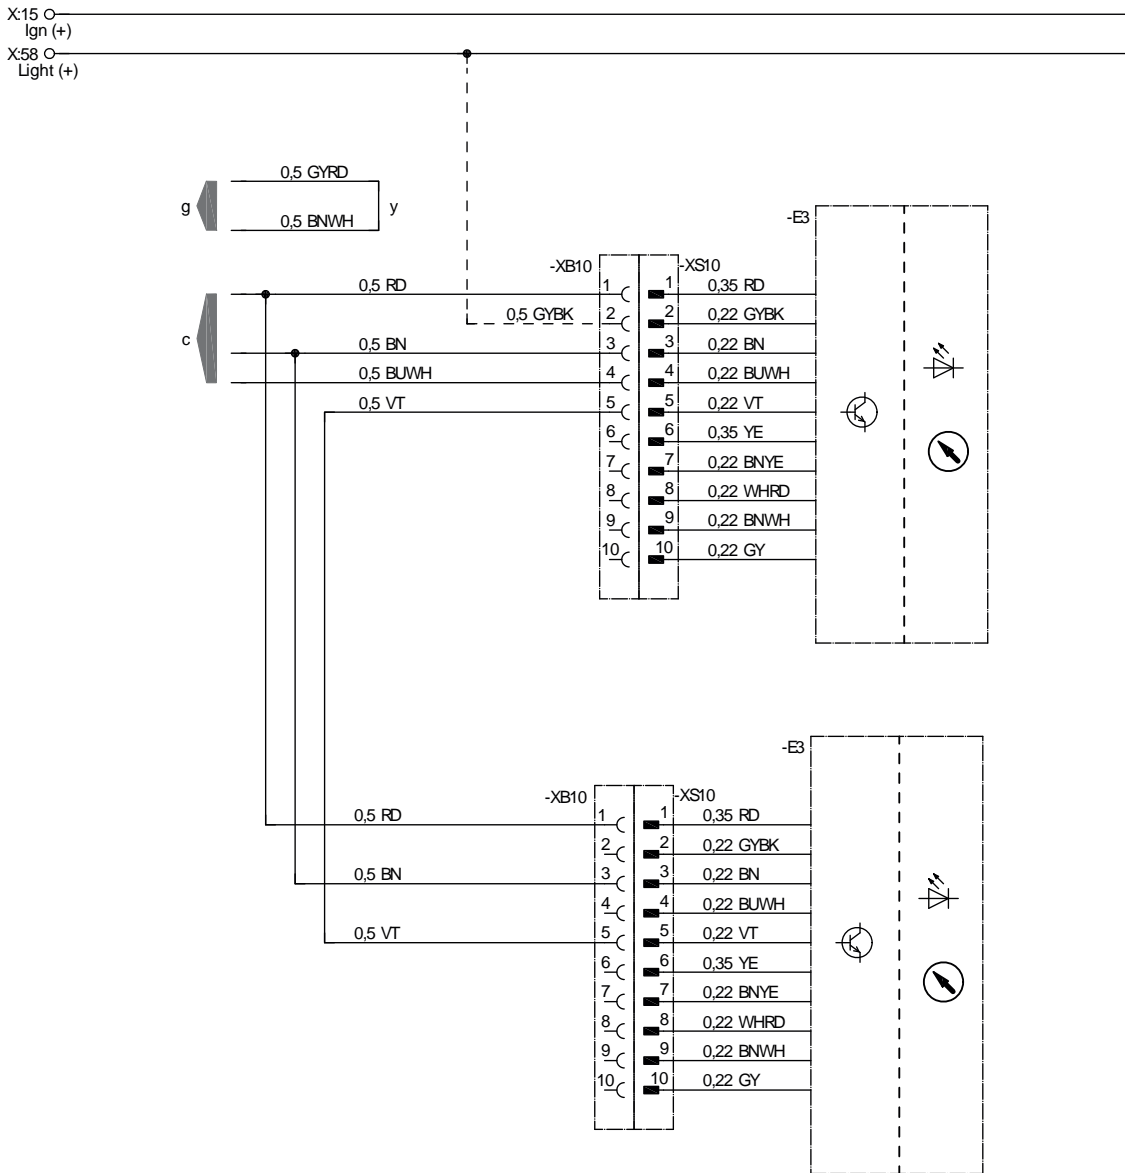 X:15
Ign (+)
X:58
Light (+)
0,5 GYRD
g
y
0,5 BNWH
-E3
-XB10
-XS10
0,5 RD
1
1
0,35 RD
0,5 GYBK
2
2
0,22 GYBK
c
0,5 BN
3
3
0,22 BN
0,5 BUWH
4
4
0,22 BUWH
0,5 VT
5
5
0,22 VT
6
6
0,35 YE
7
7
0,22 BNYE
8
8
0,22 WHRD
9
9
0,22 BNWH
10
10
0,22 GY
-E3
-XB10
-XS10
0,5 RD
1
1
0,35 RD
2
2
0,22 GYBK
0,5 BN
3
3
0,22 BN
4
4
0,22 BUWH
0,5 VT
5
5
0,22 VT
6
6
0,35 YE
7
7
0,22 BNYE
8
8
0,22 WHRD
9
9
0,22 BNWH
10
10
0,22 GY